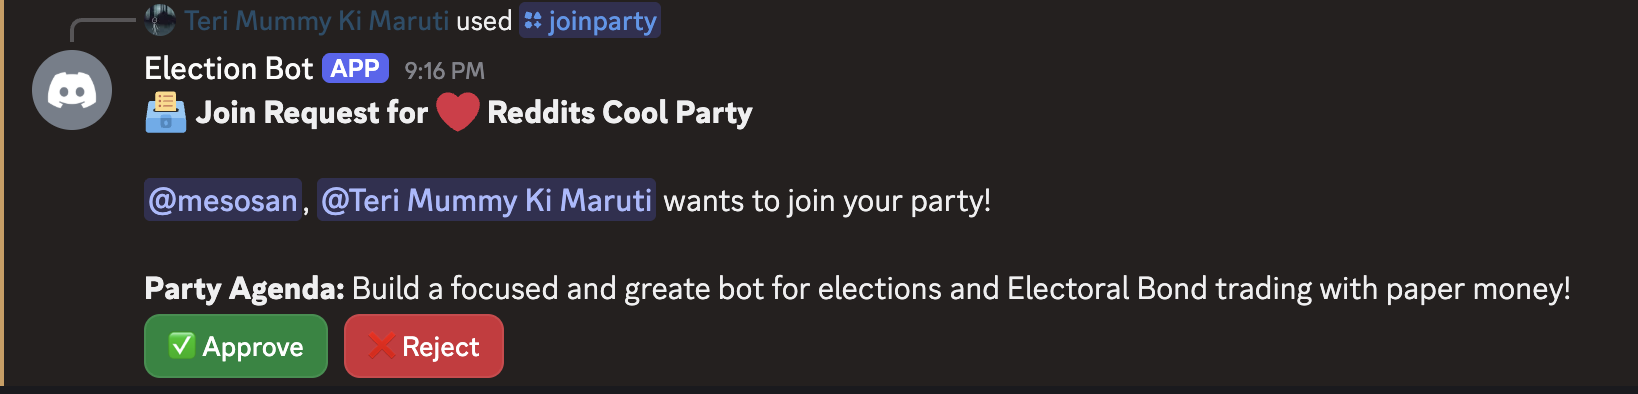 Teri Mummy Ki Maruti used joinparty
Election Bot APP 9:16 PM
Join Request for ❤️ Reddits Cool Party
@mesosan, @Teri Mummy Ki Maruti wants to join your party!
Party Agenda: Build a focused and greate bot for elections and Electoral Bond trading with paper money!
✅ Approve ❌ Reject